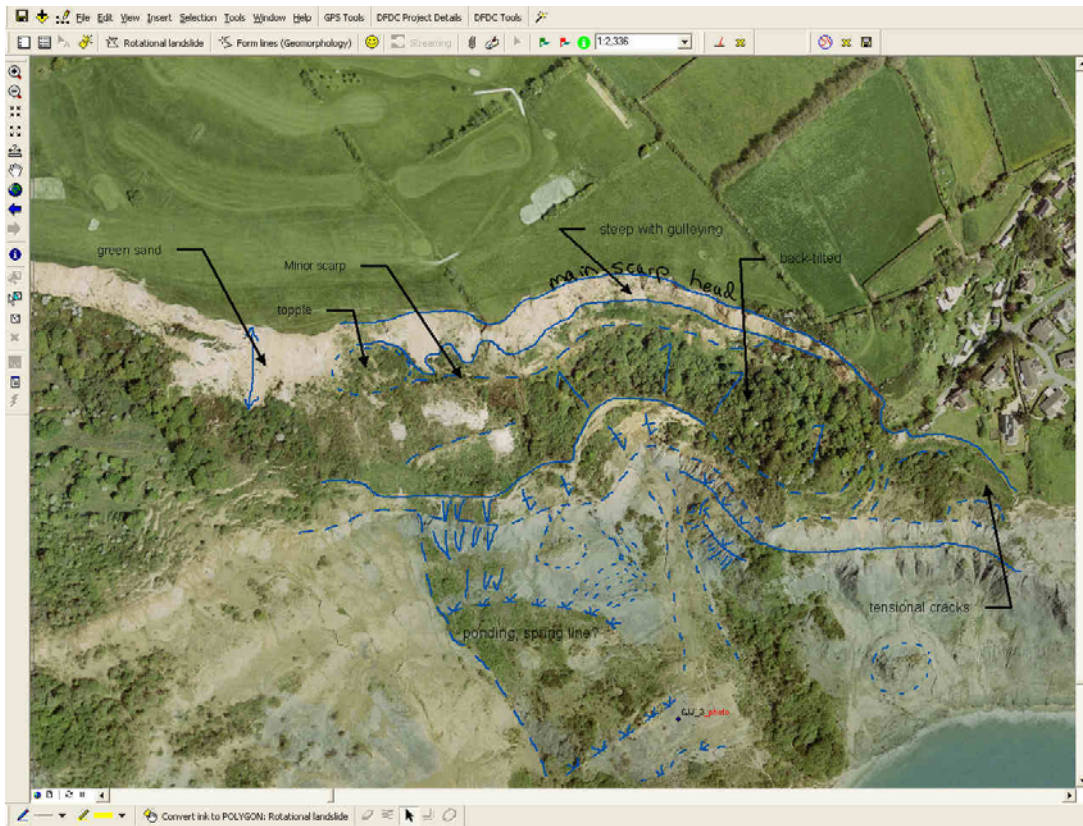 File Edit View Insert Selection Tools Window Help GPS Tools DFDC Project Details DFDC Tools
Rotational landslide Form lines (Geomorphology) Streaming 1:2,336
steep with gulleying
green sand
Minor scarp
back-tilted
main scarp head
topple
tensional cracks
ponding, spring line?
GU_3_photo
Convert ink to POLYGON: Rotational landslide